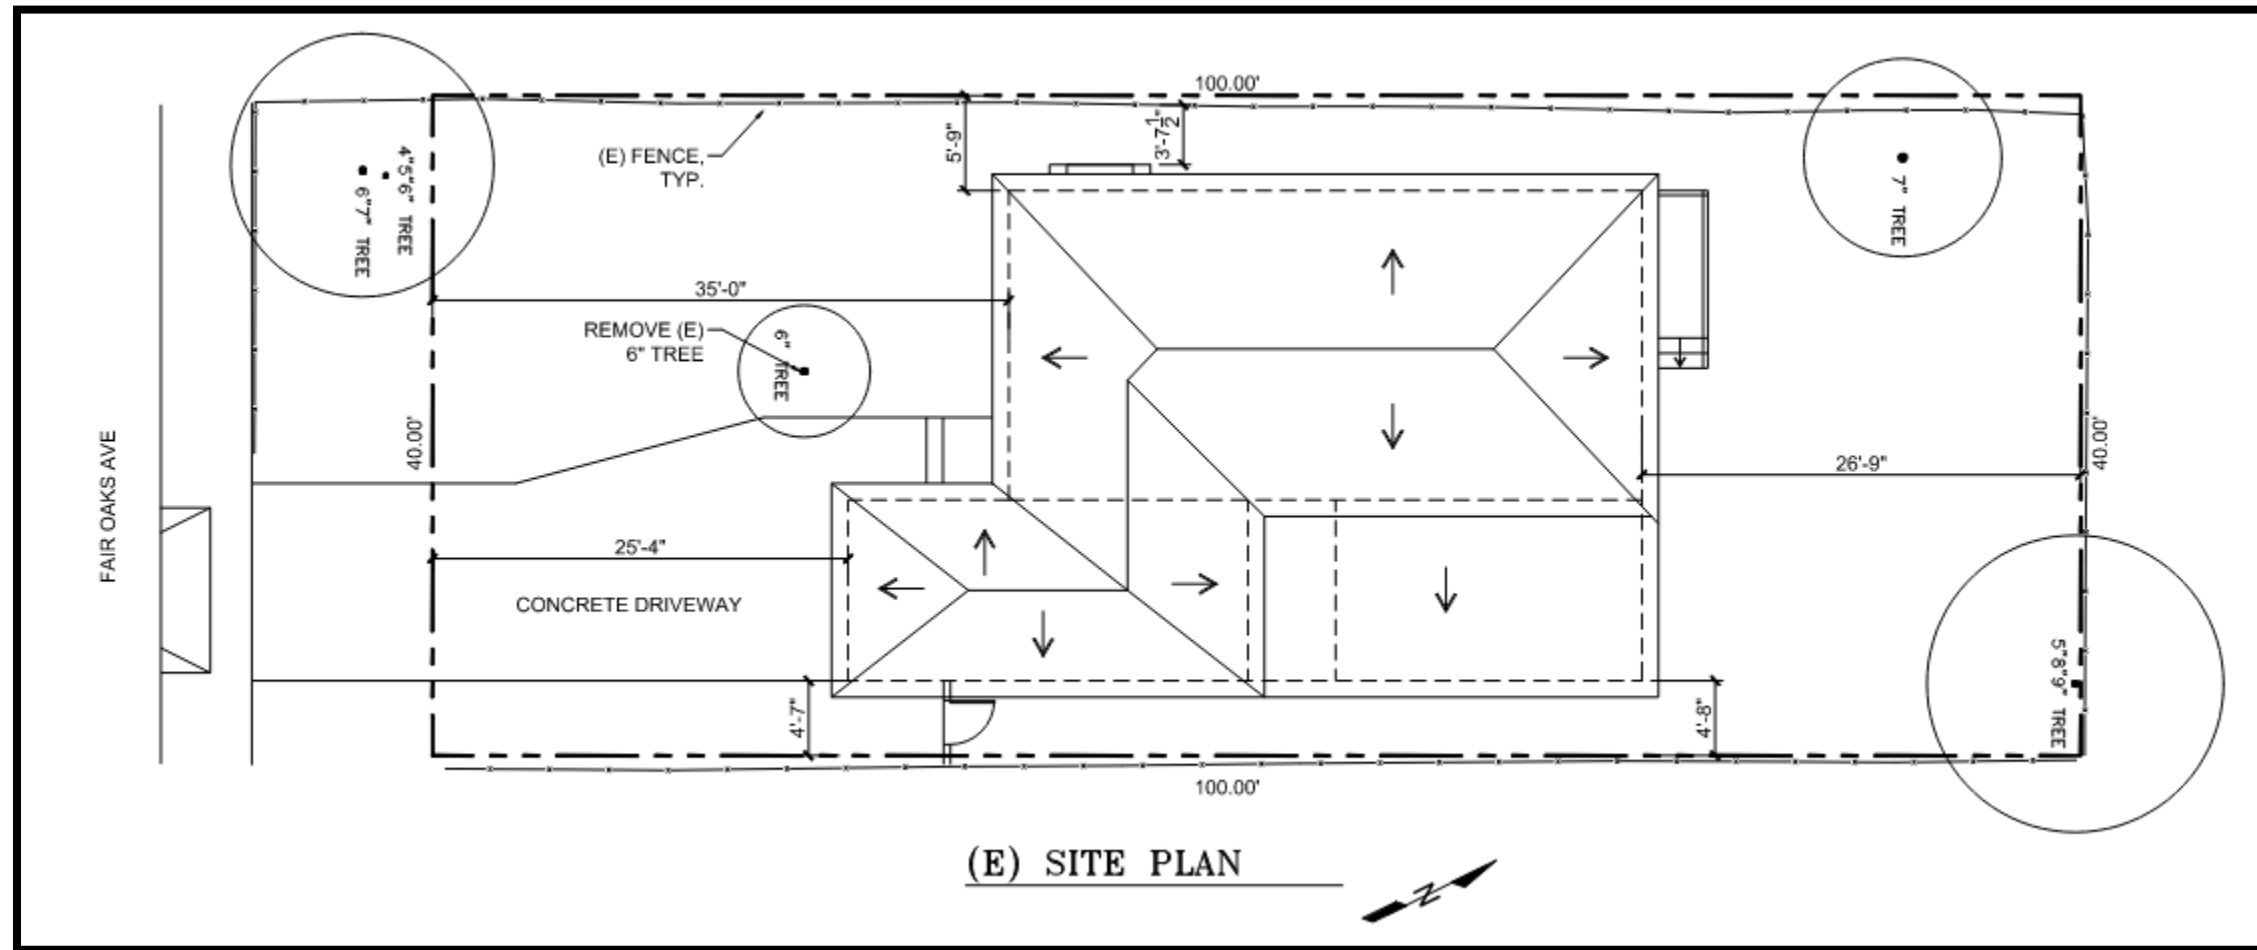 100.00'
5'-9"
3'-7 1/2"
(E) FENCE,
TYP.
4"5"6" TREE
6"7" TREE
7" TREE
35'-0"
REMOVE (E)
6" TREE
6" TREE
40.00'
FAIR OAKS AVE
26'-9"
40.00'
25'-4"
CONCRETE DRIVEWAY
5"8"9" TREE
4'-7"
4'-8"
100.00'
(E) SITE PLAN
N